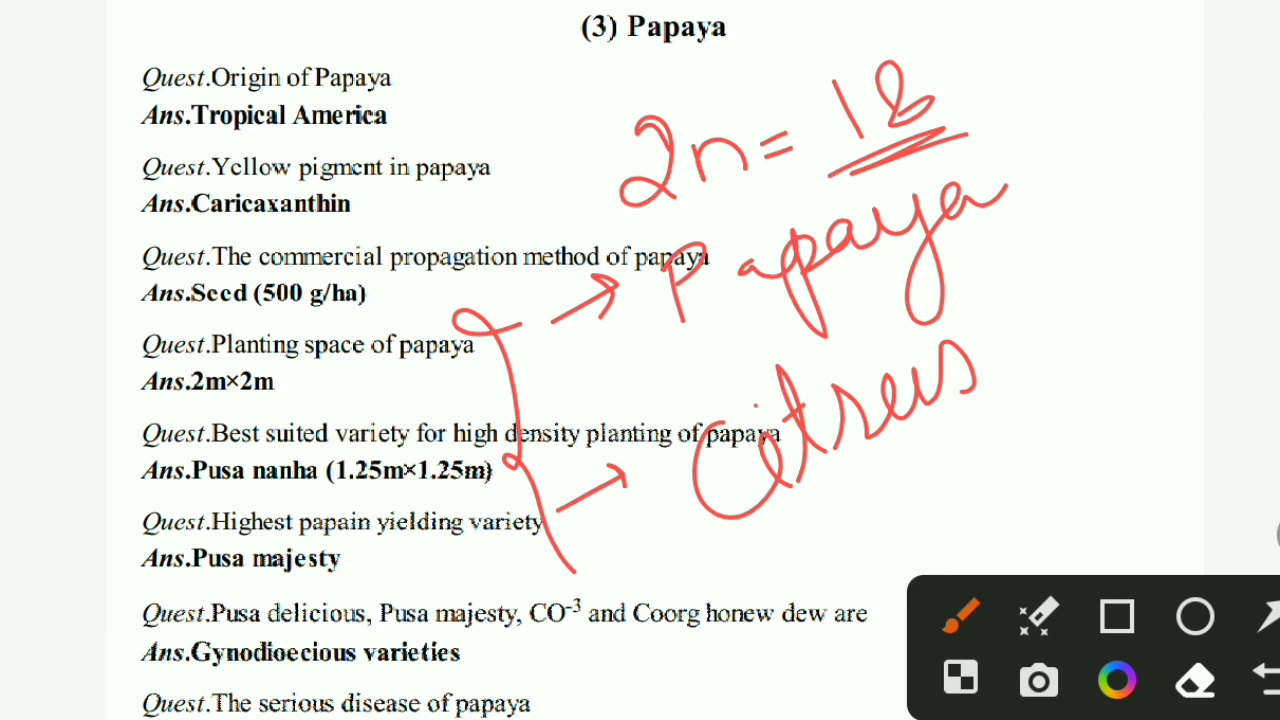 (3) Papaya
Quest.Origin of Papaya
Ans.Tropical America
Quest.Yellow pigment in papaya
Ans.Caricaxanthin
Quest.The commercial propagation method of papaya
Ans.Seed (500 g/ha)
Quest.Planting space of papaya
Ans.2m×2m
Quest.Best suited variety for high density planting of papaya
Ans.Pusa nanha (1.25m×1.25m)
Quest.Highest papain yielding variety
Ans.Pusa majesty
Quest.Pusa delicious, Pusa majesty, CO⁻³ and Coorg honew dew are
Ans.Gynodioecious varieties
Quest.The serious disease of papaya
2n = 18
→ Papaya
→ Citrus